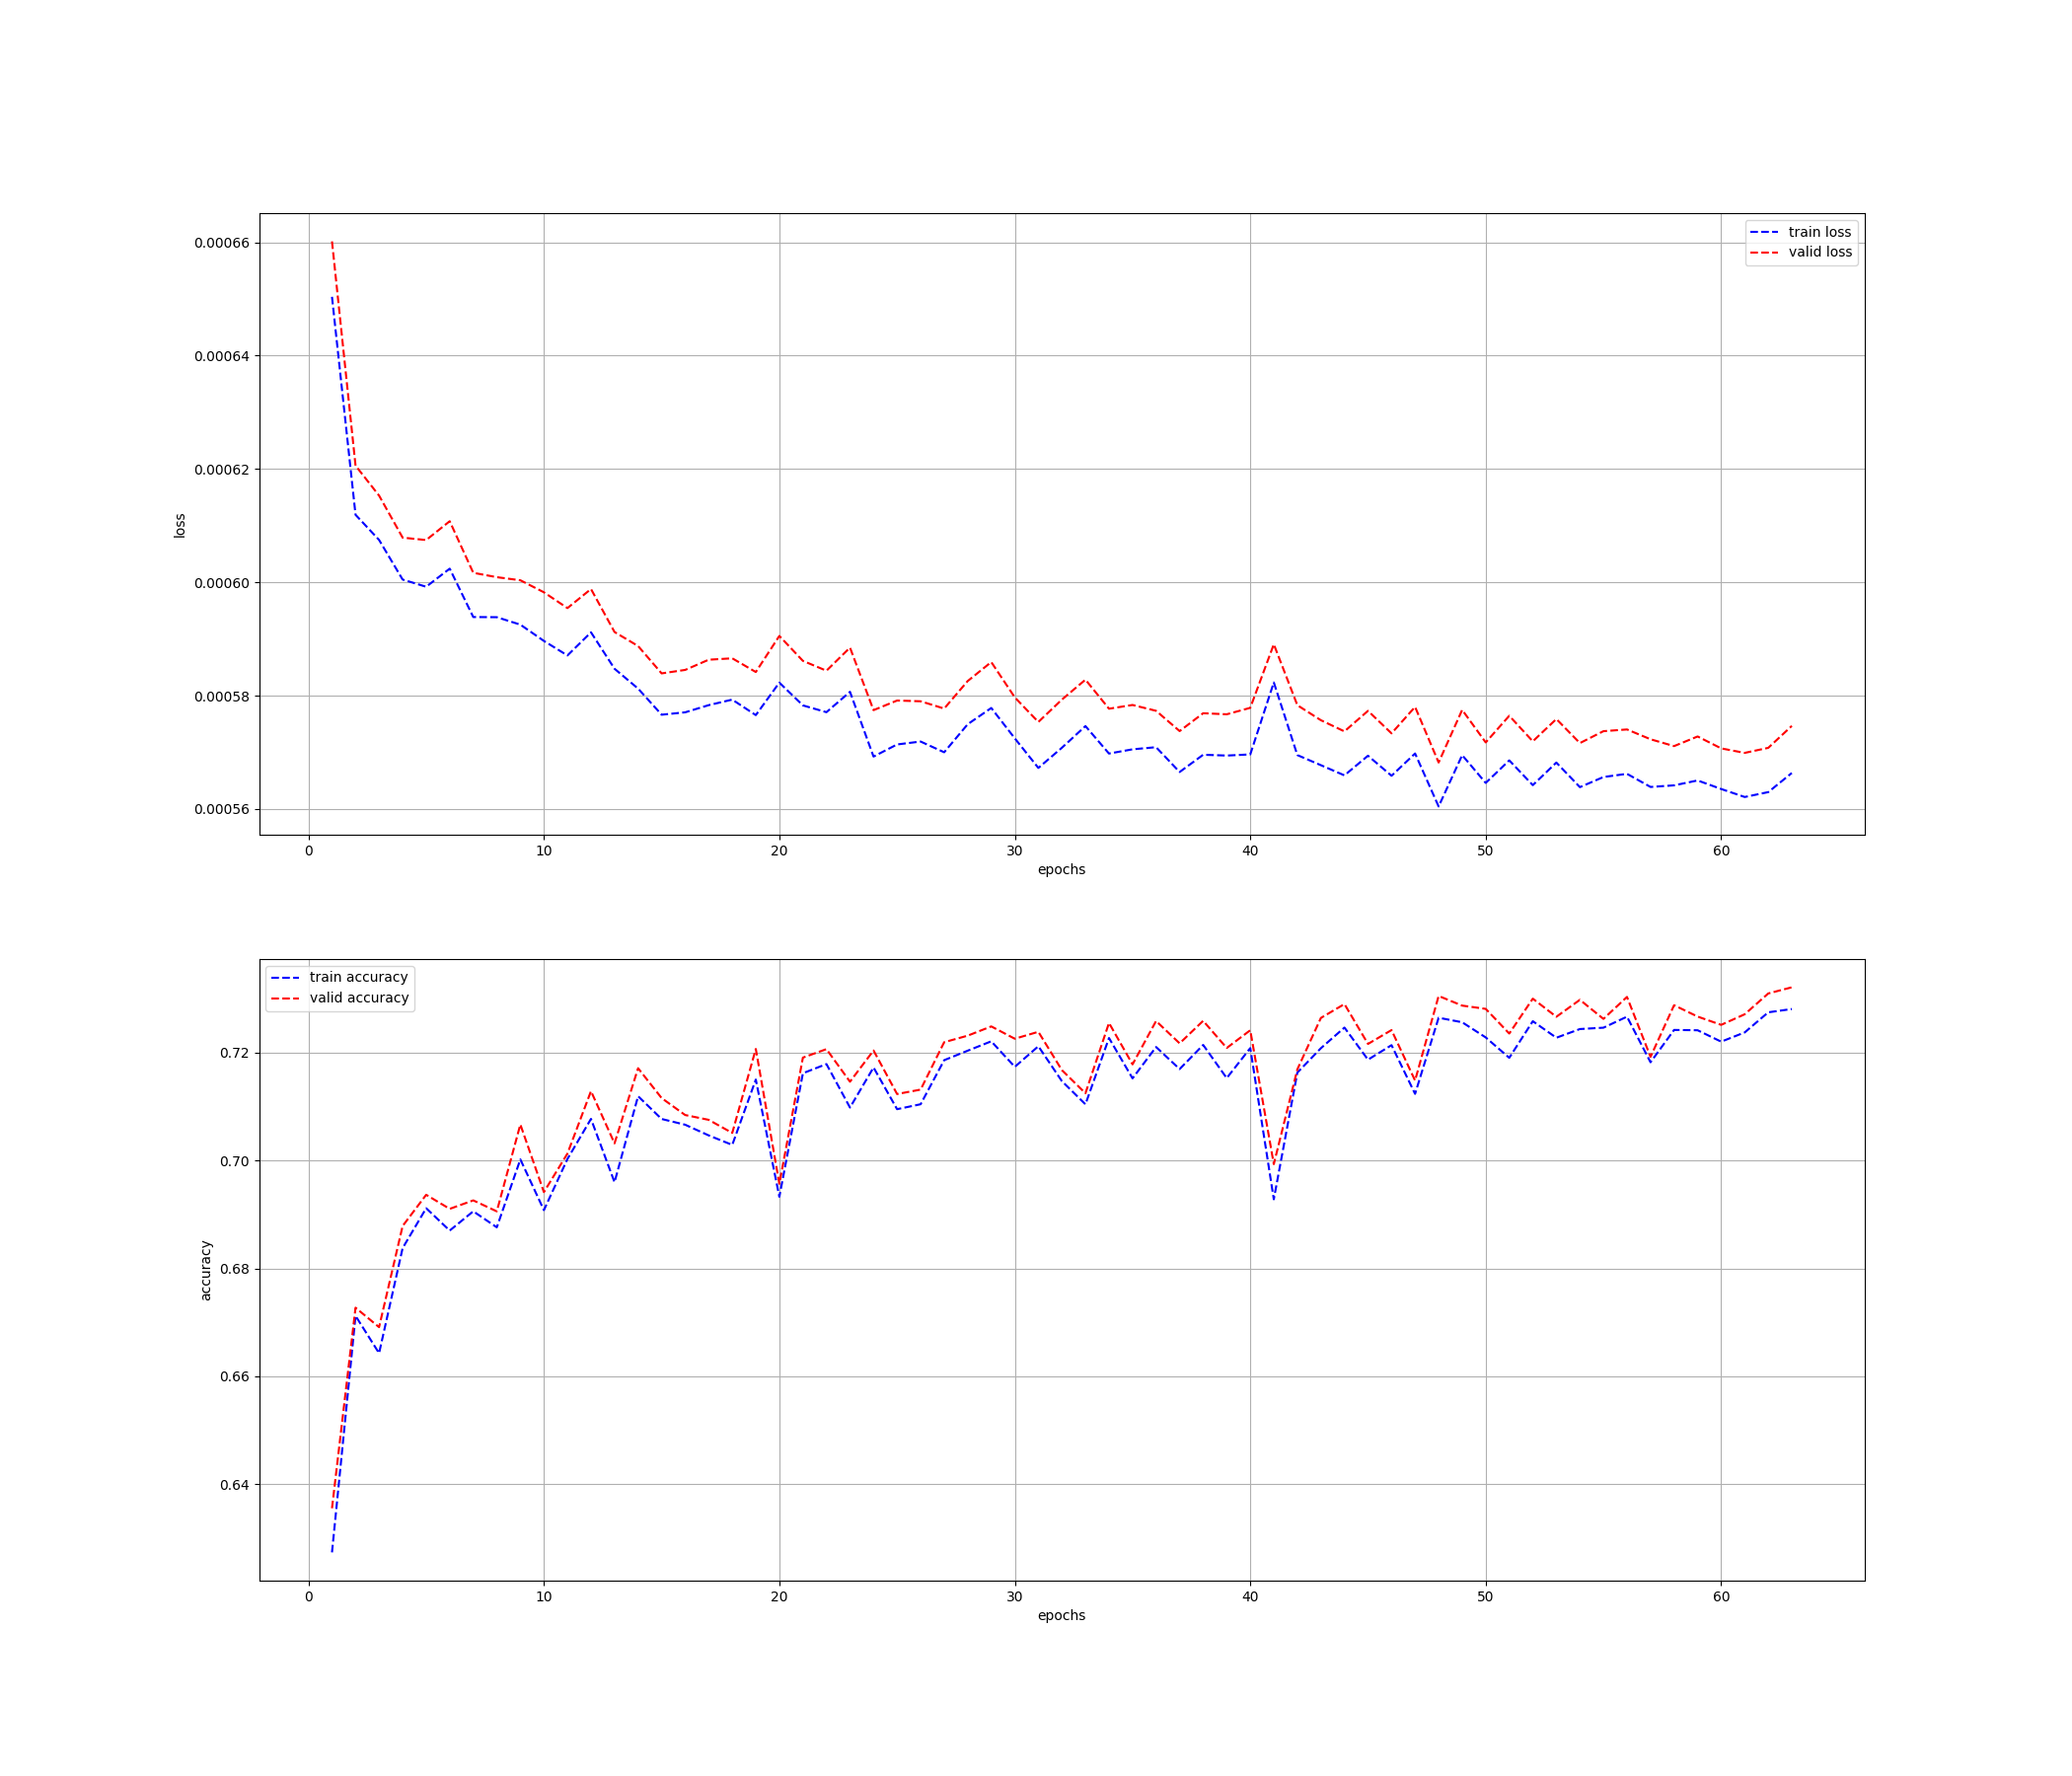 0.00066
0.00064
0.00062
0.00060
0.00058
0.00056
loss
train loss
valid loss
0 10 20 30 40 50 60
epochs
train accuracy
valid accuracy
0.72
0.70
0.68
0.66
0.64
accuracy
0 10 20 30 40 50 60
epochs